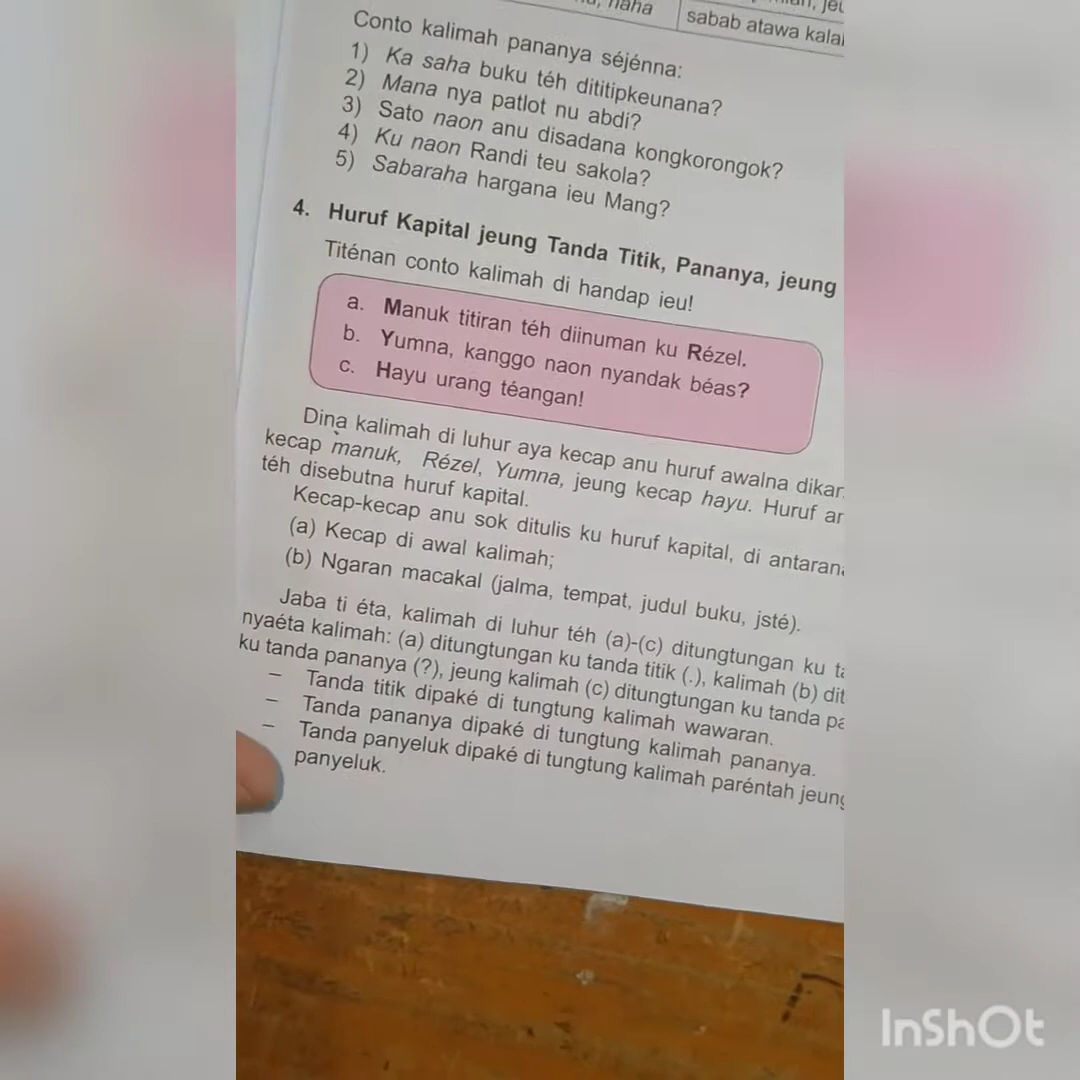 naha
sabab atawa
Conto kalimah pananya séjénna:
1) Ka saha buku téh dititipkeunana?
2) Mana nya patlot nu abdi?
3) Sato naon anu disadana kongkorongok?
4) Ku naon Randi teu sakola?
5) Sabaraha hargana ieu Mang?
4. Huruf Kapital jeung Tanda Titik, Pananya, jeung
Titénan conto kalimah di handap ieu!
a. Manuk titiran téh diinuman ku Rézel.
b. Yumna, kanggo naon nyandak béas?
c. Hayu urang téangan!
Dina kalimah di luhur aya kecap anu huruf awalna
kecap manuk, Rézel, Yumna, jeung kecap hayu. Huruf
téh disebutna huruf kapital.
Kecap-kecap anu sok ditulis ku huruf kapital, di
(a) Kecap di awal kalimah;
(b) Ngaran macakal (jalma, tempat, judul buku, jsté).
Jaba ti éta, kalimah di luhur téh (a)-(c) ditungtungan ku
nyaéta kalimah: (a) ditungtungan ku tanda titik (.), kalimah (b)
ku tanda pananya (?), jeung kalimah (c) ditungtungan ku tanda
– Tanda titik dipaké di tungtung kalimah wawaran.
– Tanda pananya dipaké di tungtung kalimah pananya.
– Tanda panyeluk dipaké di tungtung kalimah paréntah jeung
panyeluk.
InShOt